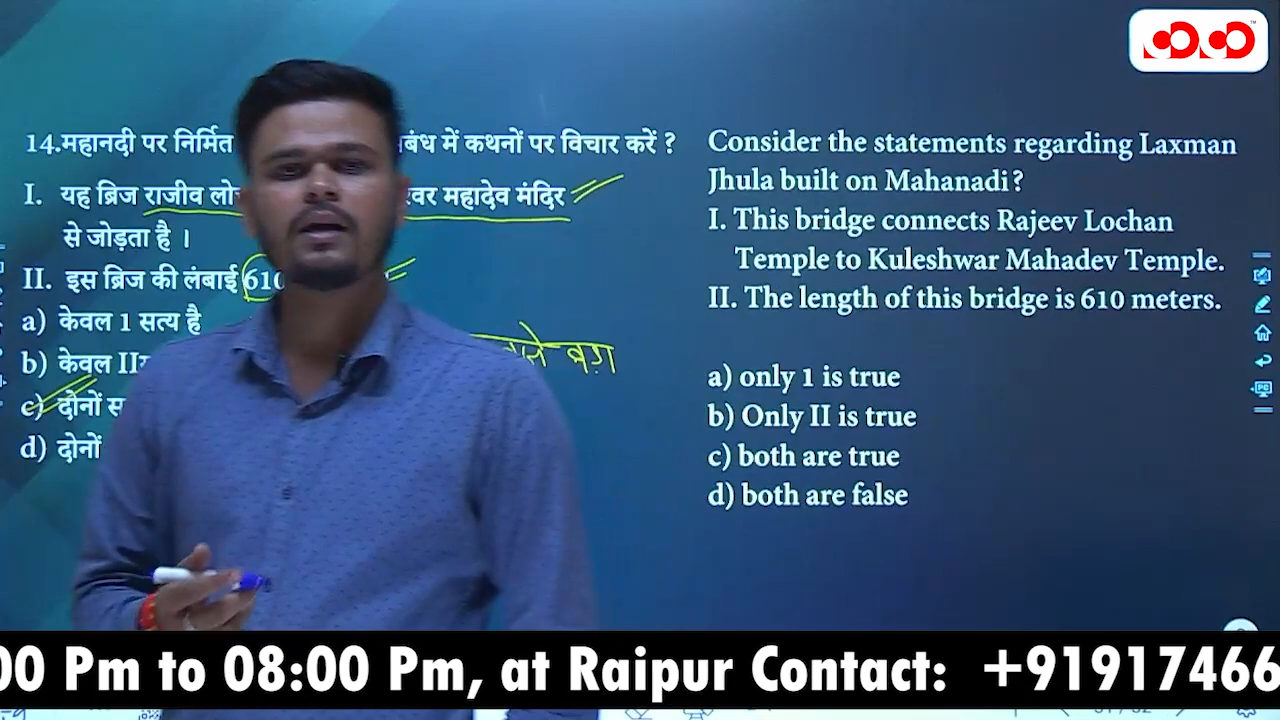 14.महानदी पर निर्मित बंध में कथनों पर विचार करें ?
I. यह ब्रिज राजीव महादेव मंदिर
से जोड़ता है ।
II. इस ब्रिज की लंबाई 610
a) केवल 1 सत्य है
b) केवल II
c) दोनों
d) दोनों
Consider the statements regarding Laxman
Jhula built on Mahanadi?
I. This bridge connects Rajeev Lochan
Temple to Kuleshwar Mahadev Temple.
II. The length of this bridge is 610 meters.
a) only 1 is true
b) Only II is true
c) both are true
d) both are false
00 Pm to 08:00 Pm, at Raipur Contact: +91917466